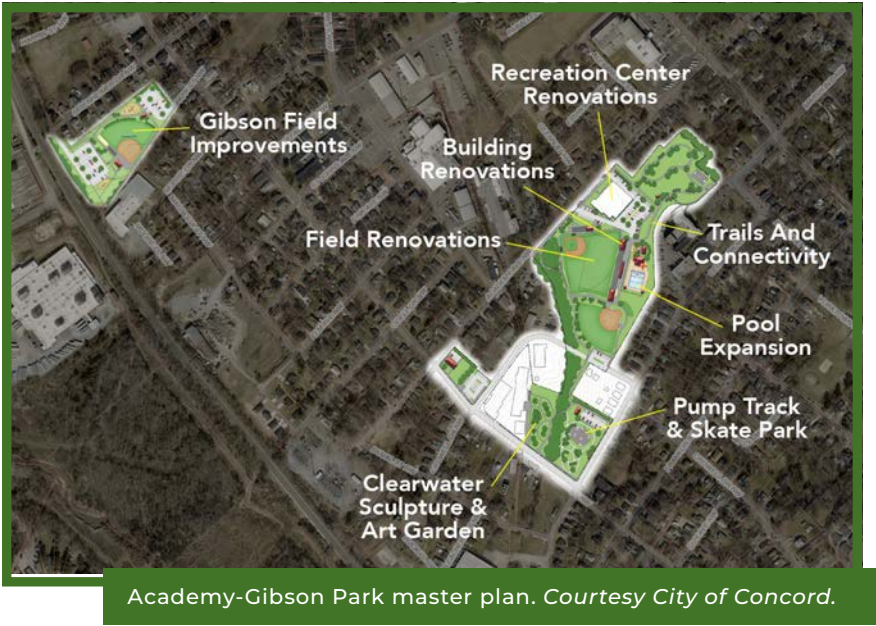 Recreation Center
Renovations
Gibson Field
Improvements
Building
Renovations
Field Renovations
Trails And
Connectivity
Pool
Expansion
Pump Track
& Skate Park
Clearwater
Sculpture &
Art Garden
Academy-Gibson Park master plan. Courtesy City of Concord.